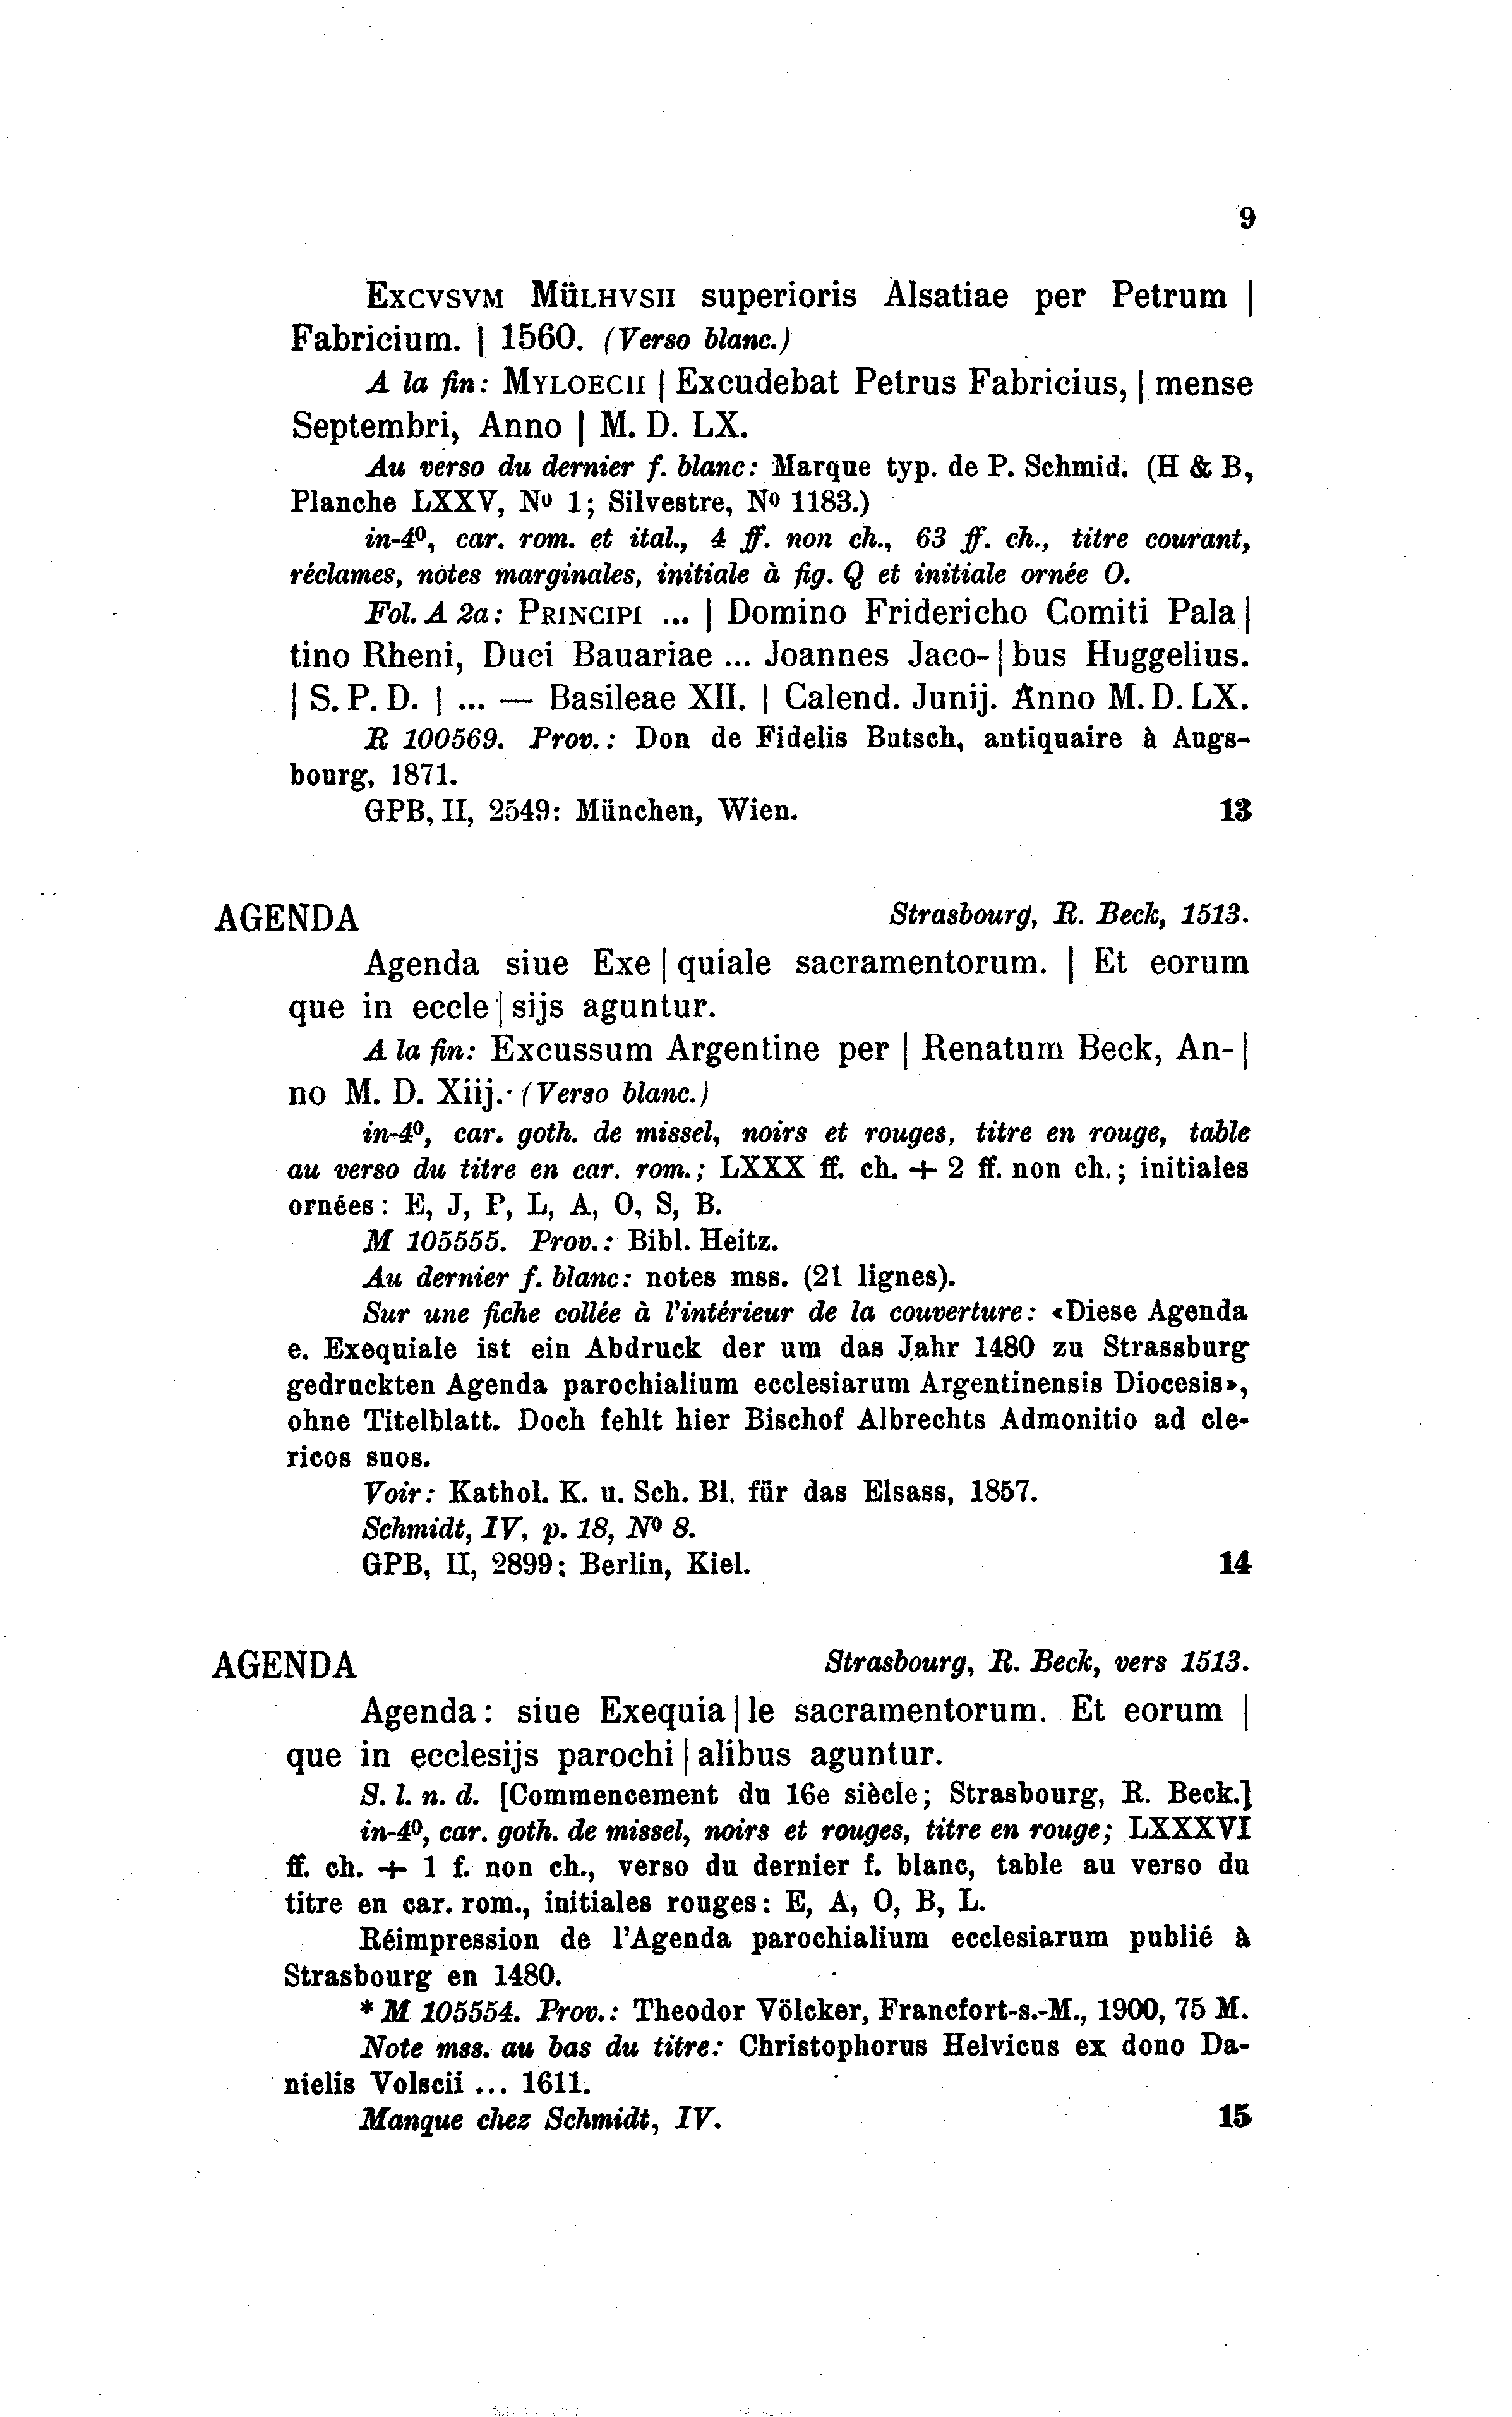 9
EXCVSVM MüLHVSII superioris Alsatiae per Petrum |
Fabricium. | 1560. (Verso blanc.)
A la fin: MYLOECII | Excudebat Petrus Fabricius, | mense
Septembri, Anno | M. D. LX.
Au verso du dernier f. blanc: Marque typ. de P. Schmid. (H & B,
Planche LXXV, Nº 1; Silvestre, Nº 1183.)
in-4º, car. rom. et ital., 4 ff. non ch., 63 ff. ch., titre courant,
réclames, notes marginales, initiale à fig. Q et initiale ornée O.
Fol. A 2a: PRINCIPI ... | Domino Fridericho Comiti Pala |
tino Rheni, Duci Bauariae ... Joannes Jaco- | bus Huggelius.
| S. P. D. | ... — Basileae XII. | Calend. Junij. Anno M. D. LX.
R 100569. Prov.: Don de Fidelis Butsch, antiquaire à Augs-
bourg, 1871.
GPB, II, 2549: München, Wien. 13
AGENDA Strasbourg, R. Beck, 1513.
Agenda siue Exe | quiale sacramentorum. | Et eorum
que in eccle | sijs aguntur.
A la fin: Excussum Argentine per | Renatum Beck, An- |
no M. D. Xiij. (Verso blanc.)
in-4º, car. goth. de missel, noirs et rouges, titre en rouge, table
au verso du titre en car. rom.; LXXX ff. ch. + 2 ff. non ch.; initiales
ornées: E, J, P, L, A, O, S, B.
M 105555. Prov.: Bibl. Heitz.
Au dernier f. blanc: notes mss. (21 lignes).
Sur une fiche collée à l'intérieur de la couverture: «Diese Agenda
e. Exequiale ist ein Abdruck der um das Jahr 1480 zu Strassburg
gedruckten Agenda parochialium ecclesiarum Argentinensis Diocesis»,
ohne Titelblatt. Doch fehlt hier Bischof Albrechts Admonitio ad cle-
ricos suos.
Voir: Kathol. K. u. Sch. Bl. für das Elsass, 1857.
Schmidt, IV, p. 18, Nº 8.
GPB, II, 2899: Berlin, Kiel. 14
AGENDA Strasbourg, R. Beck, vers 1513.
Agenda: siue Exequia | le sacramentorum. Et eorum |
que in ecclesijs parochi | alibus aguntur.
S. l. n. d. [Commencement du 16e siècle; Strasbourg, R. Beck.]
in-4º, car. goth. de missel, noirs et rouges, titre en rouge; LXXXVI
ff. ch. + 1 f. non ch., verso du dernier f. blanc, table au verso du
titre en car. rom., initiales rouges: E, A, O, B, L.
Réimpression de l'Agenda parochialium ecclesiarum publié à
Strasbourg en 1480.
* M 105554. Prov.: Theodor Völcker, Francfort-s.-M., 1900, 75 M.
Note mss. au bas du titre: Christophorus Helvicus ex dono Da-
nielis Volscii ... 1611.
Manque chez Schmidt, IV. 15